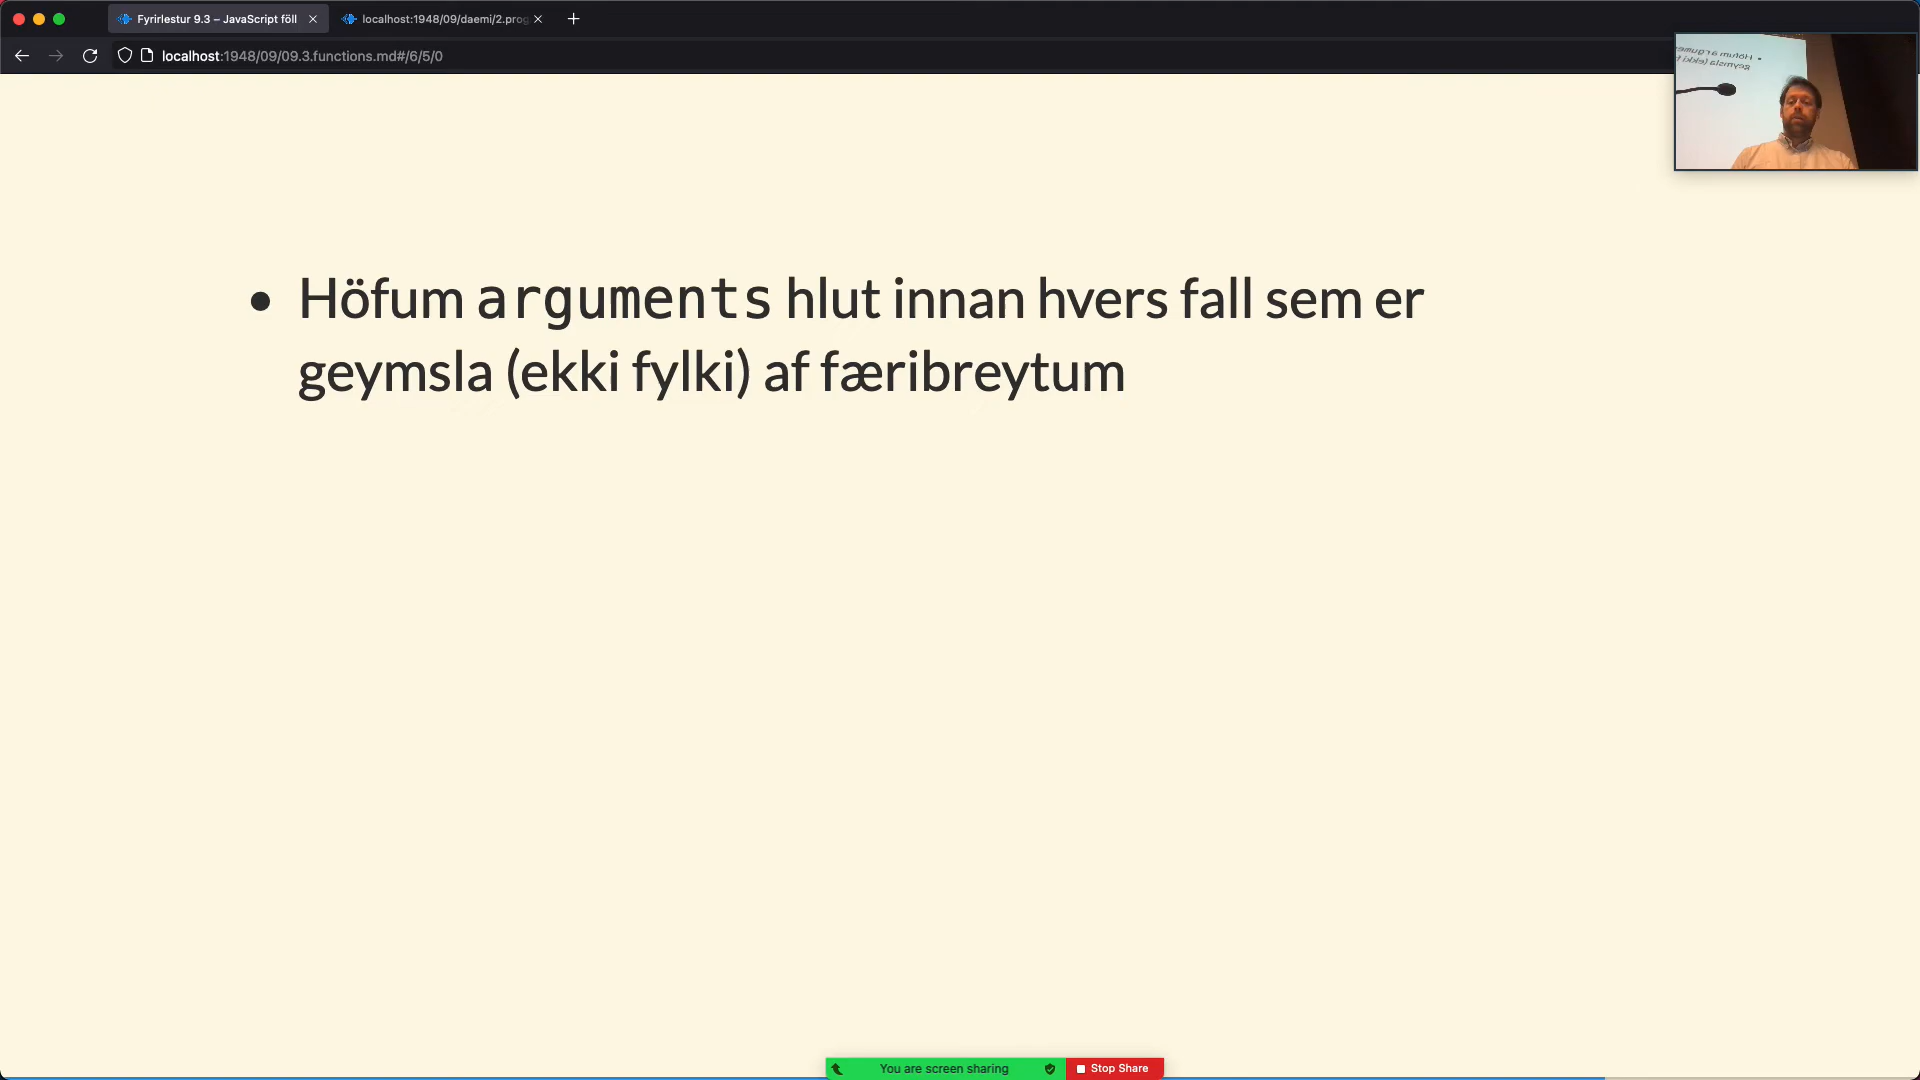 Fyrirlestur 9.3 – JavaScript föll
localhost:1948/09/daemi/2.prog
localhost:1948/09/09.3.functions.md#/6/5/0
Höfum arguments hlut innan hvers fall sem er
geymsla (ekki fylki) af færibreytum
You are screen sharing
Stop Share